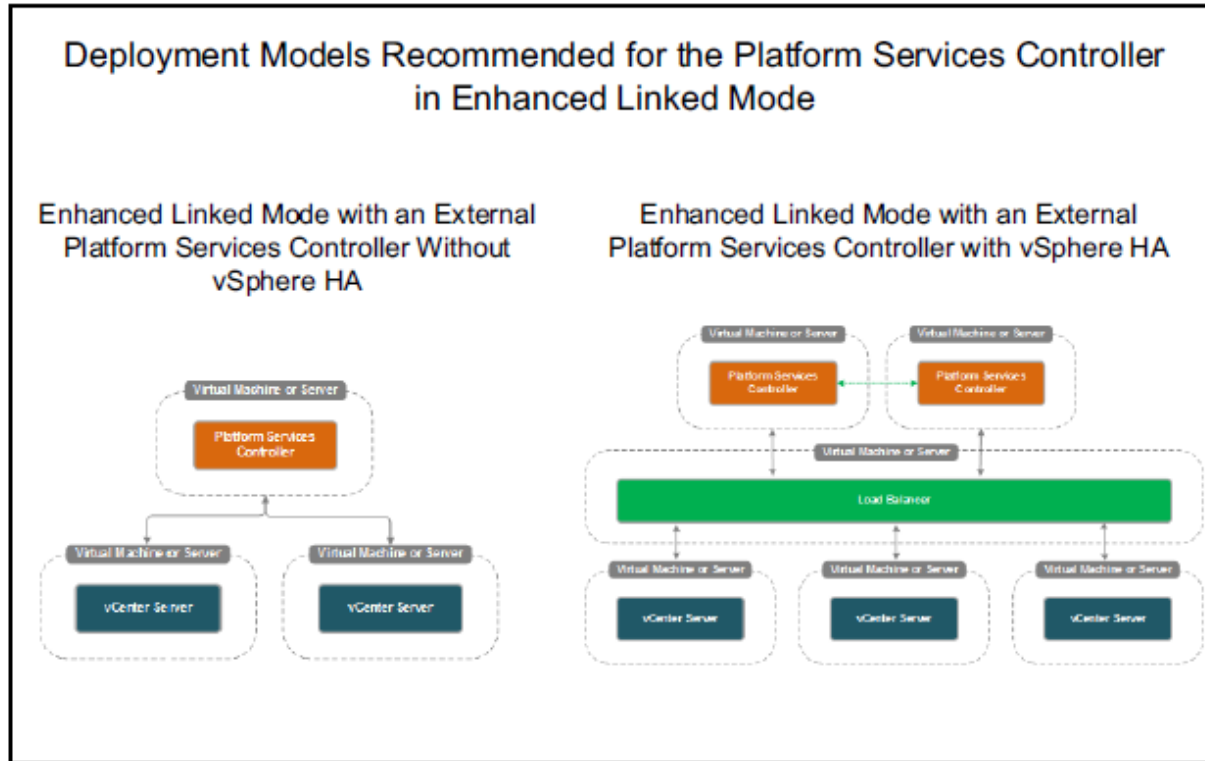 Deployment Models Recommended for the Platform Services Controller
in Enhanced Linked Mode
Enhanced Linked Mode with an External
Platform Services Controller Without
vSphere HA
Virtual Machine or Server
Platform Services
Controller
Virtual Machine or Server
Virtual Machine or Server
vCenter Server
vCenter Server
Enhanced Linked Mode with an External
Platform Services Controller with vSphere HA
Virtual Machine or Server
Virtual Machine or Server
Platform Services
Controller
Platform Services
Controller
Virtual Machine or Server
Load Balancer
Virtual Machine or Server
Virtual Machine or Server
Virtual Machine or Server
vCenter Server
vCenter Server
vCenter Server